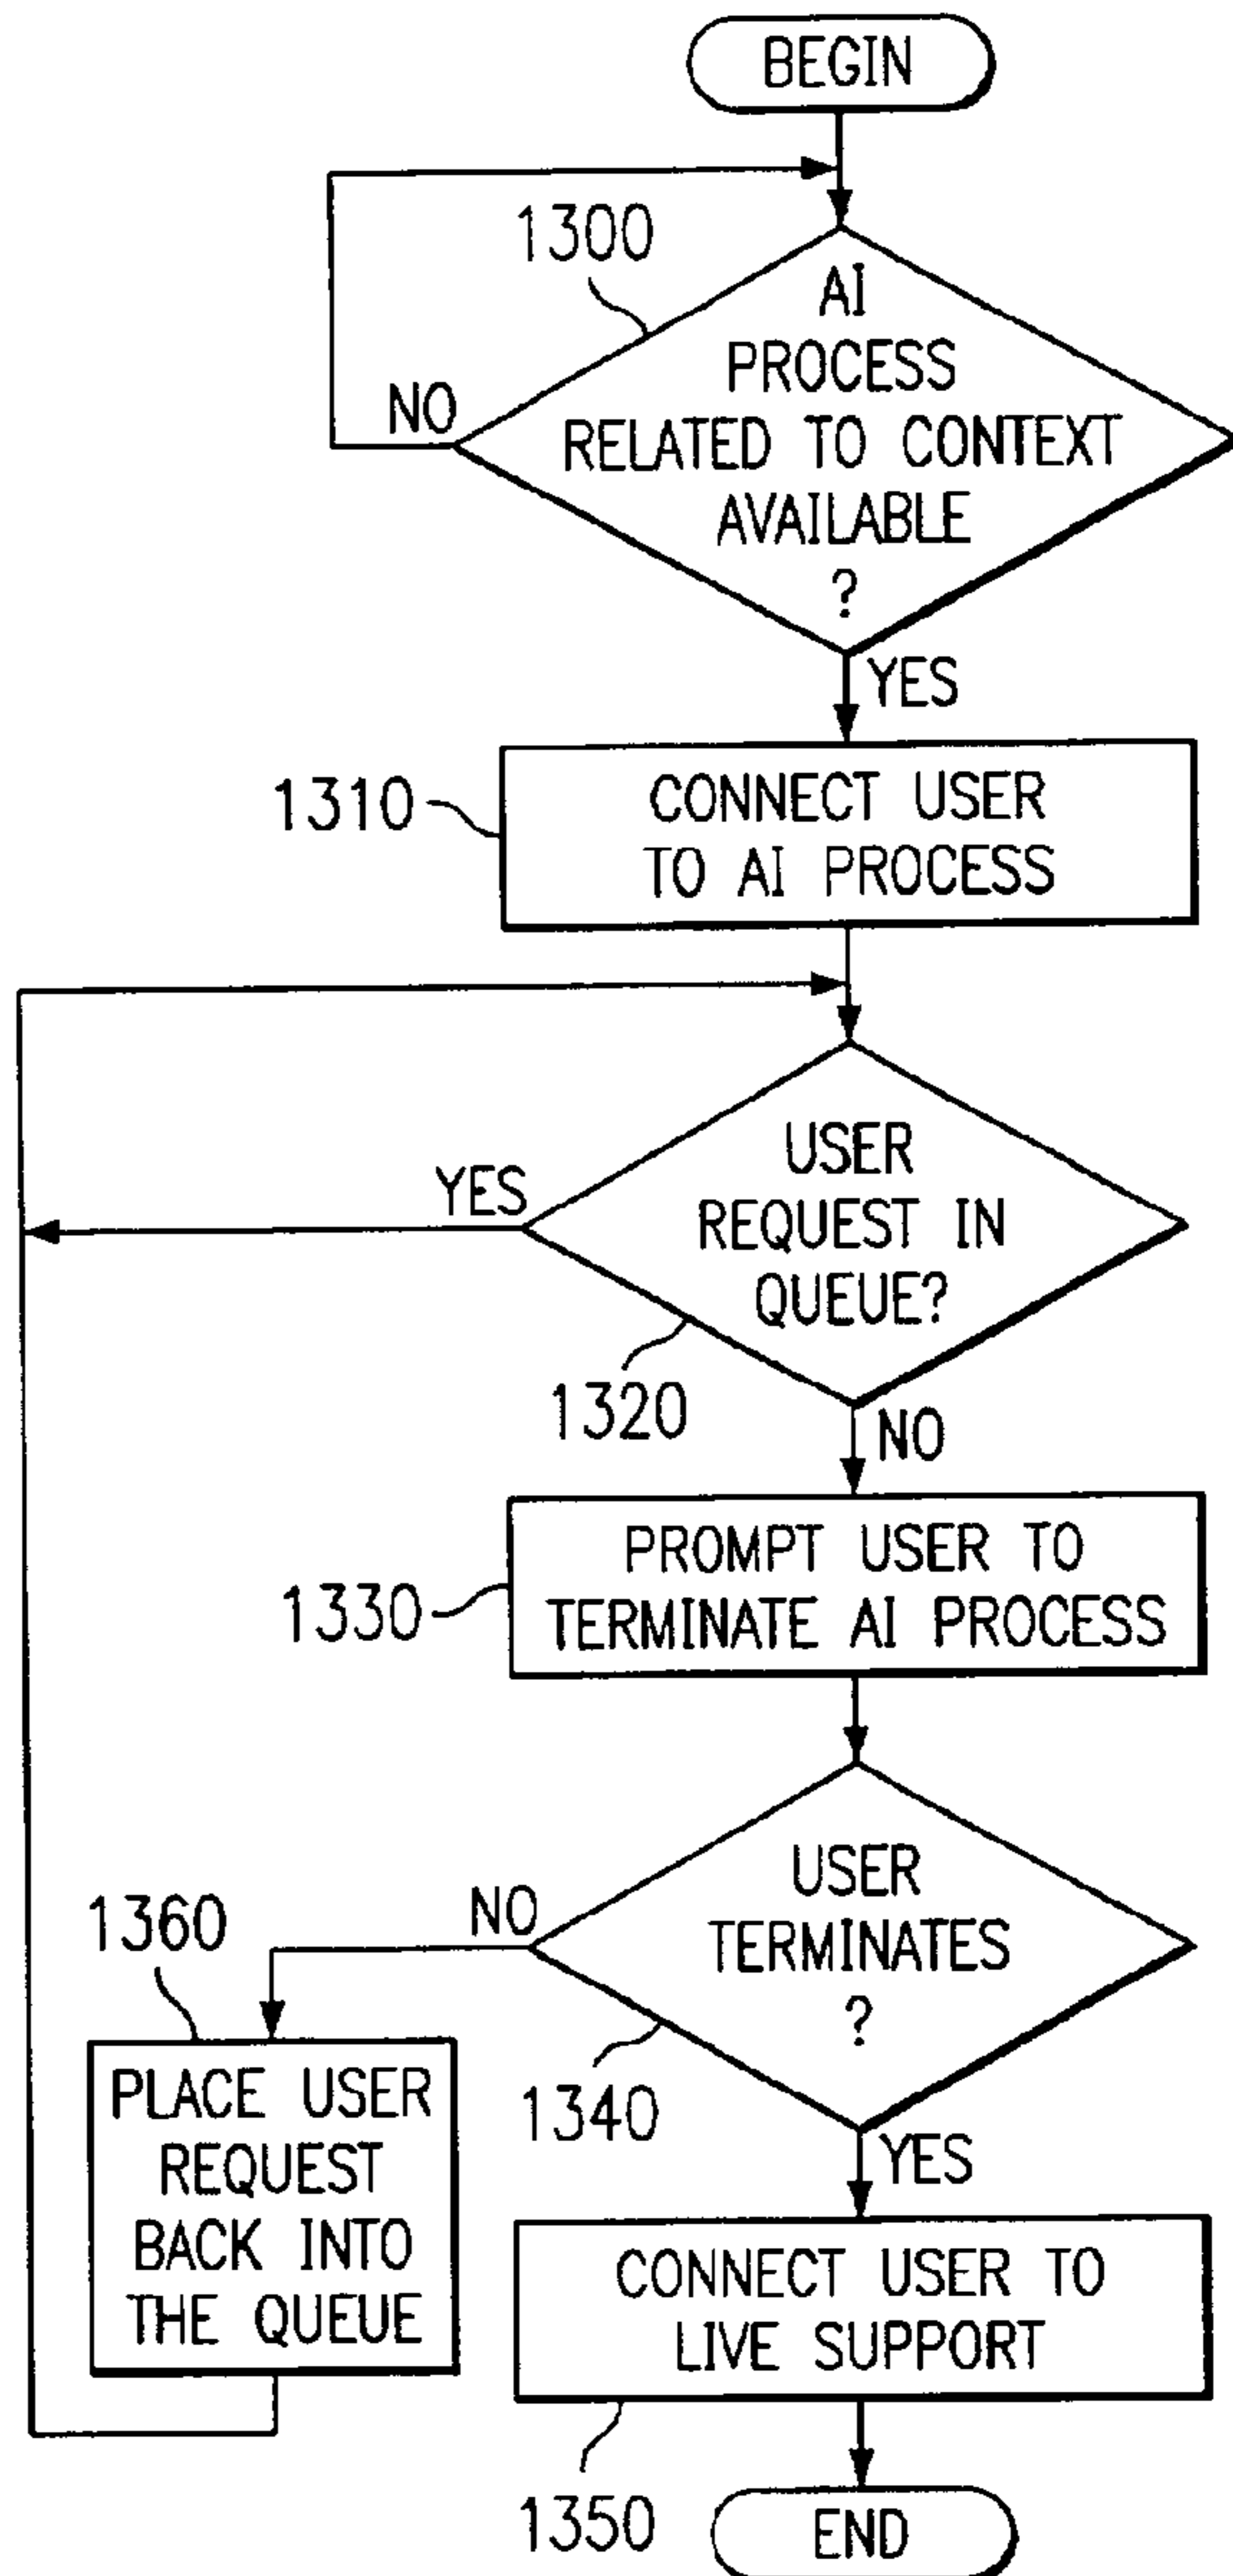 BEGIN
1300
AI
PROCESS
RELATED TO CONTEXT
AVAILABLE
?
NO
YES
1310
CONNECT USER
TO AI PROCESS
USER
REQUEST IN
QUEUE?
YES
1320
NO
1330
PROMPT USER TO
TERMINATE AI PROCESS
USER
TERMINATES
?
NO
1360
1340
YES
PLACE USER
REQUEST
BACK INTO
THE QUEUE
CONNECT USER TO
LIVE SUPPORT
1350
END